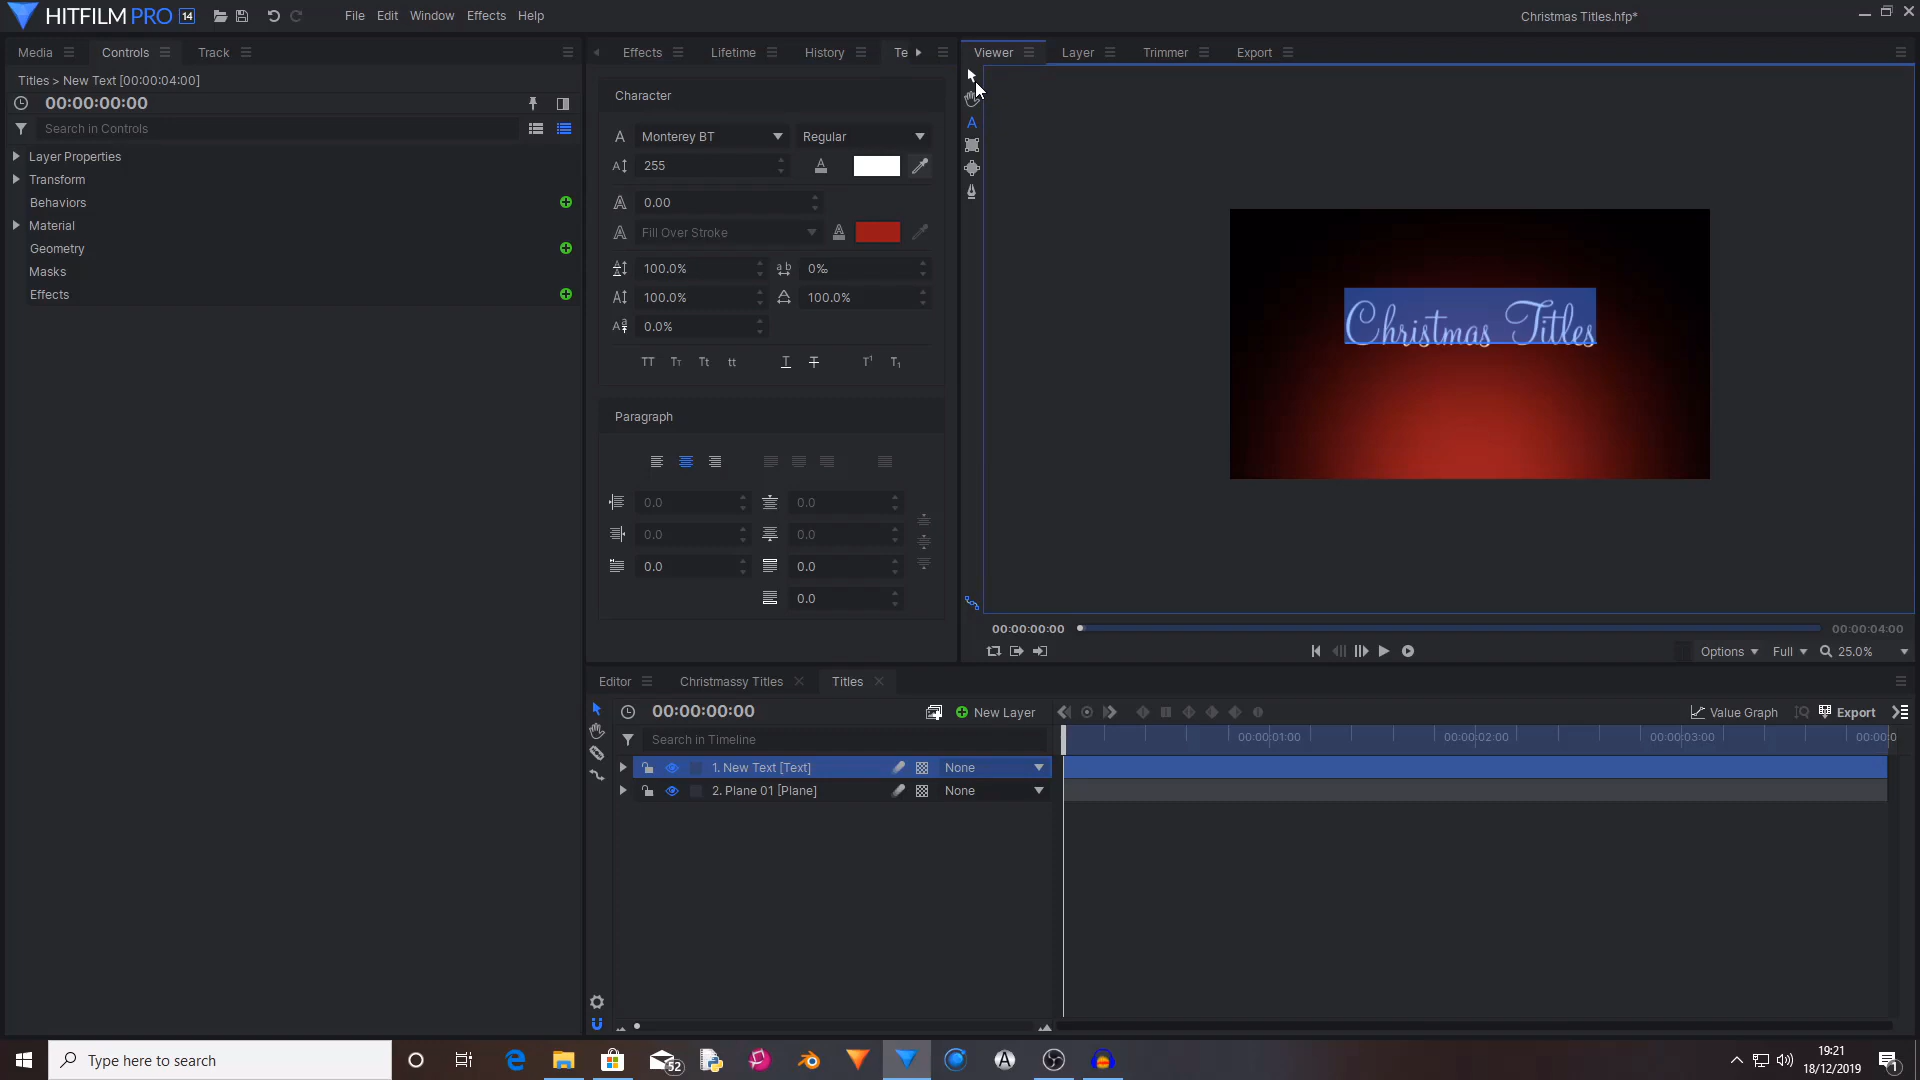 HITFILM PRO 14 File Edit Window Effects Help Christmas Titles.hfp*
Media Controls Track Effects Lifetime History Te Viewer Layer Trimmer Export
Titles > New Text [00:00:04:00]
00:00:00:00
Search in Controls
Layer Properties
Transform
Behaviors
Material
Geometry
Masks
Effects
Character
Monterey BT Regular
255
0.00
Fill Over Stroke
100.0% 0‰
100.0% 100.0%
0.0%
TT Tt Tt tt T T T¹ T₁
Paragraph
0.0 0.0
0.0 0.0
0.0 0.0
0.0
Christmas Titles
00:00:00:00 00:00:04:00
Options Full 25.0%
Editor Christmassy Titles Titles
00:00:00:00 New Layer Value Graph Export
Search in Timeline 00:00:01:00 00:00:02:00 00:00:03:00 00:00:0
1. New Text [Text] None
2. Plane 01 [Plane] None
Type here to search 52 19:21
18/12/2019 1